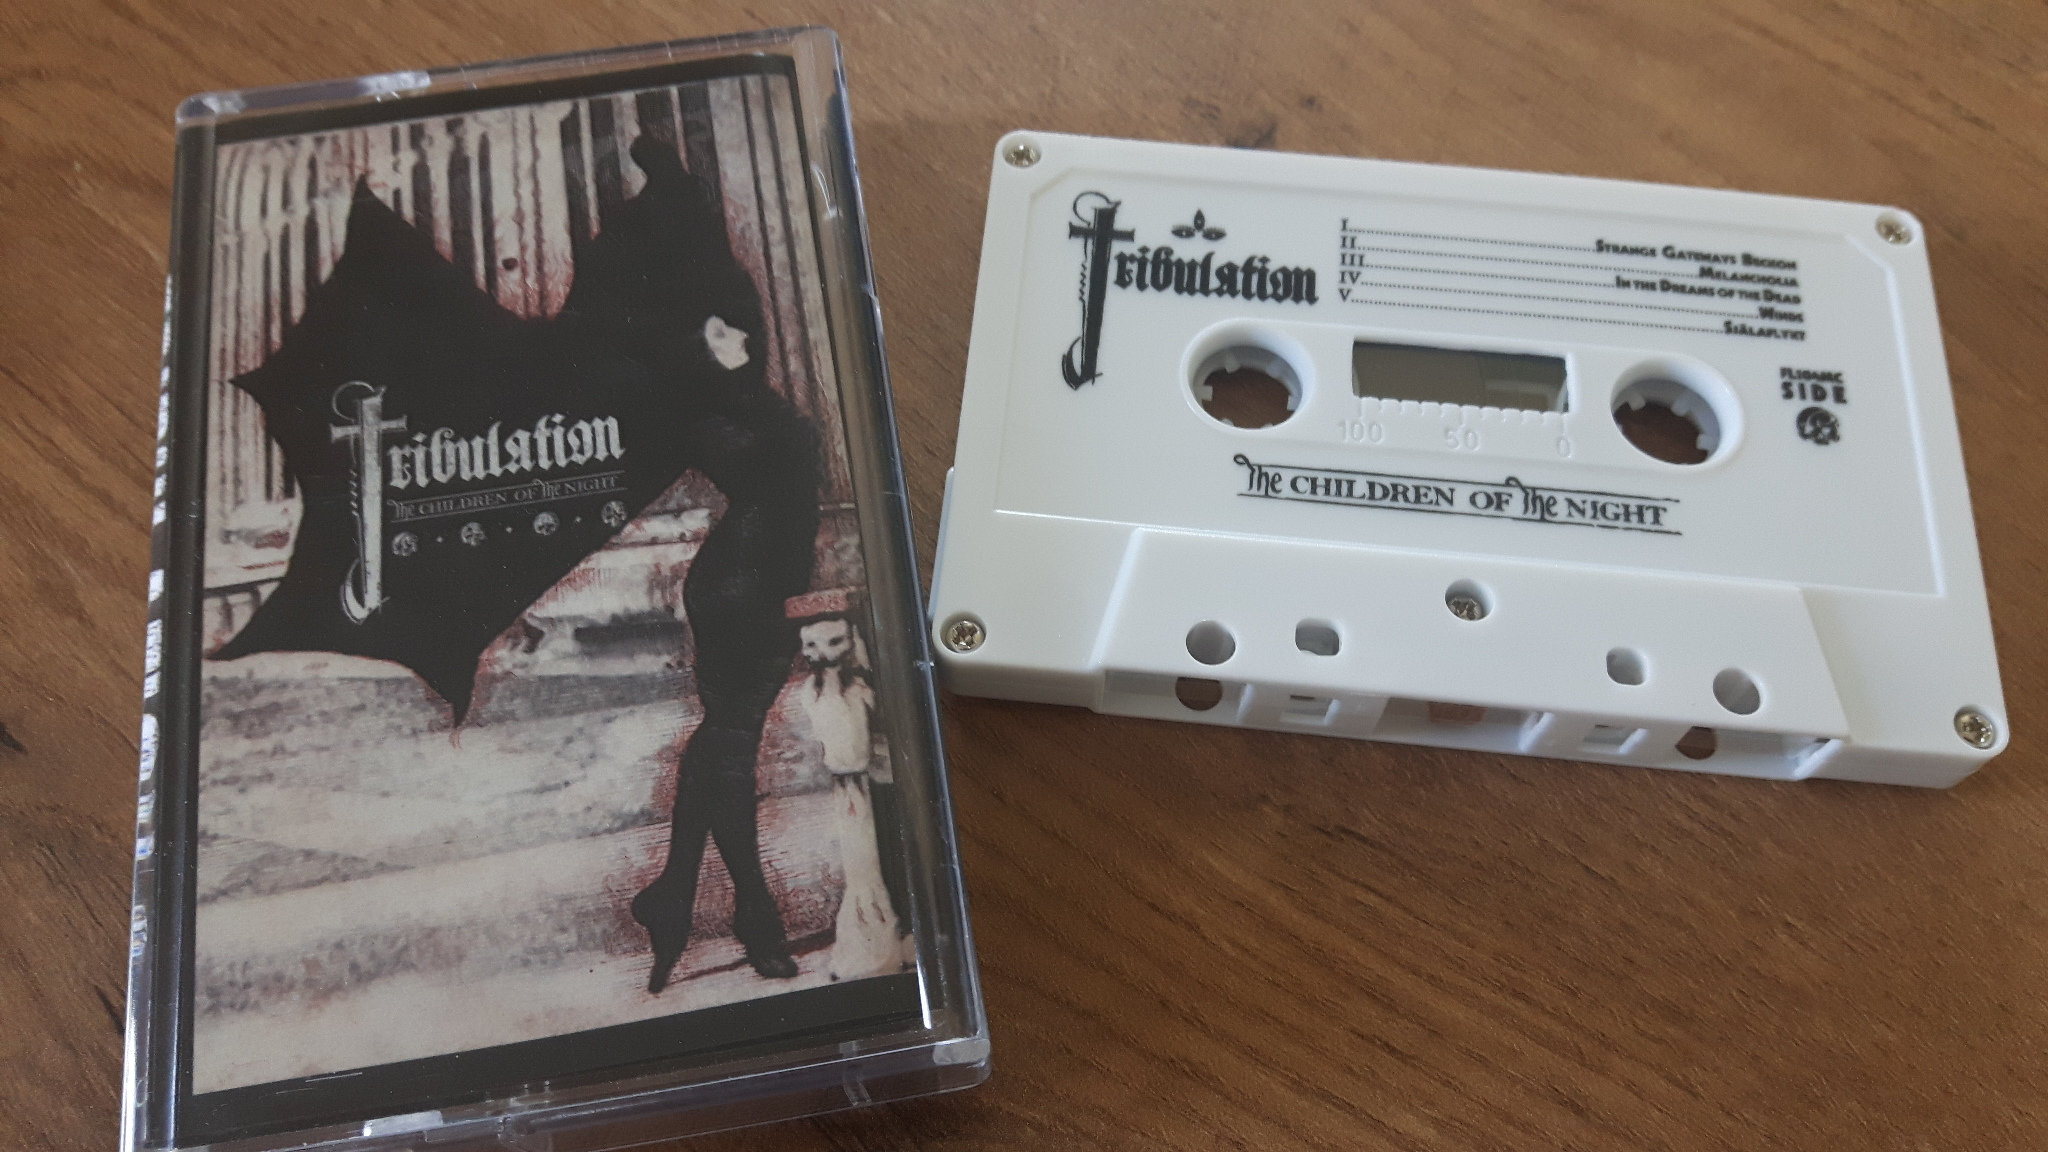 Tribulation
The CHILDREN OF The NIGHT
Tribulation
I STRANGE GATEWAYS BECKON
II MELANCHOLIA
III IN THE DREAMS OF THE DEAD
IV WINDS
V SJÄLAFLYKT
SIDE
100 50 0
The CHILDREN OF The NIGHT